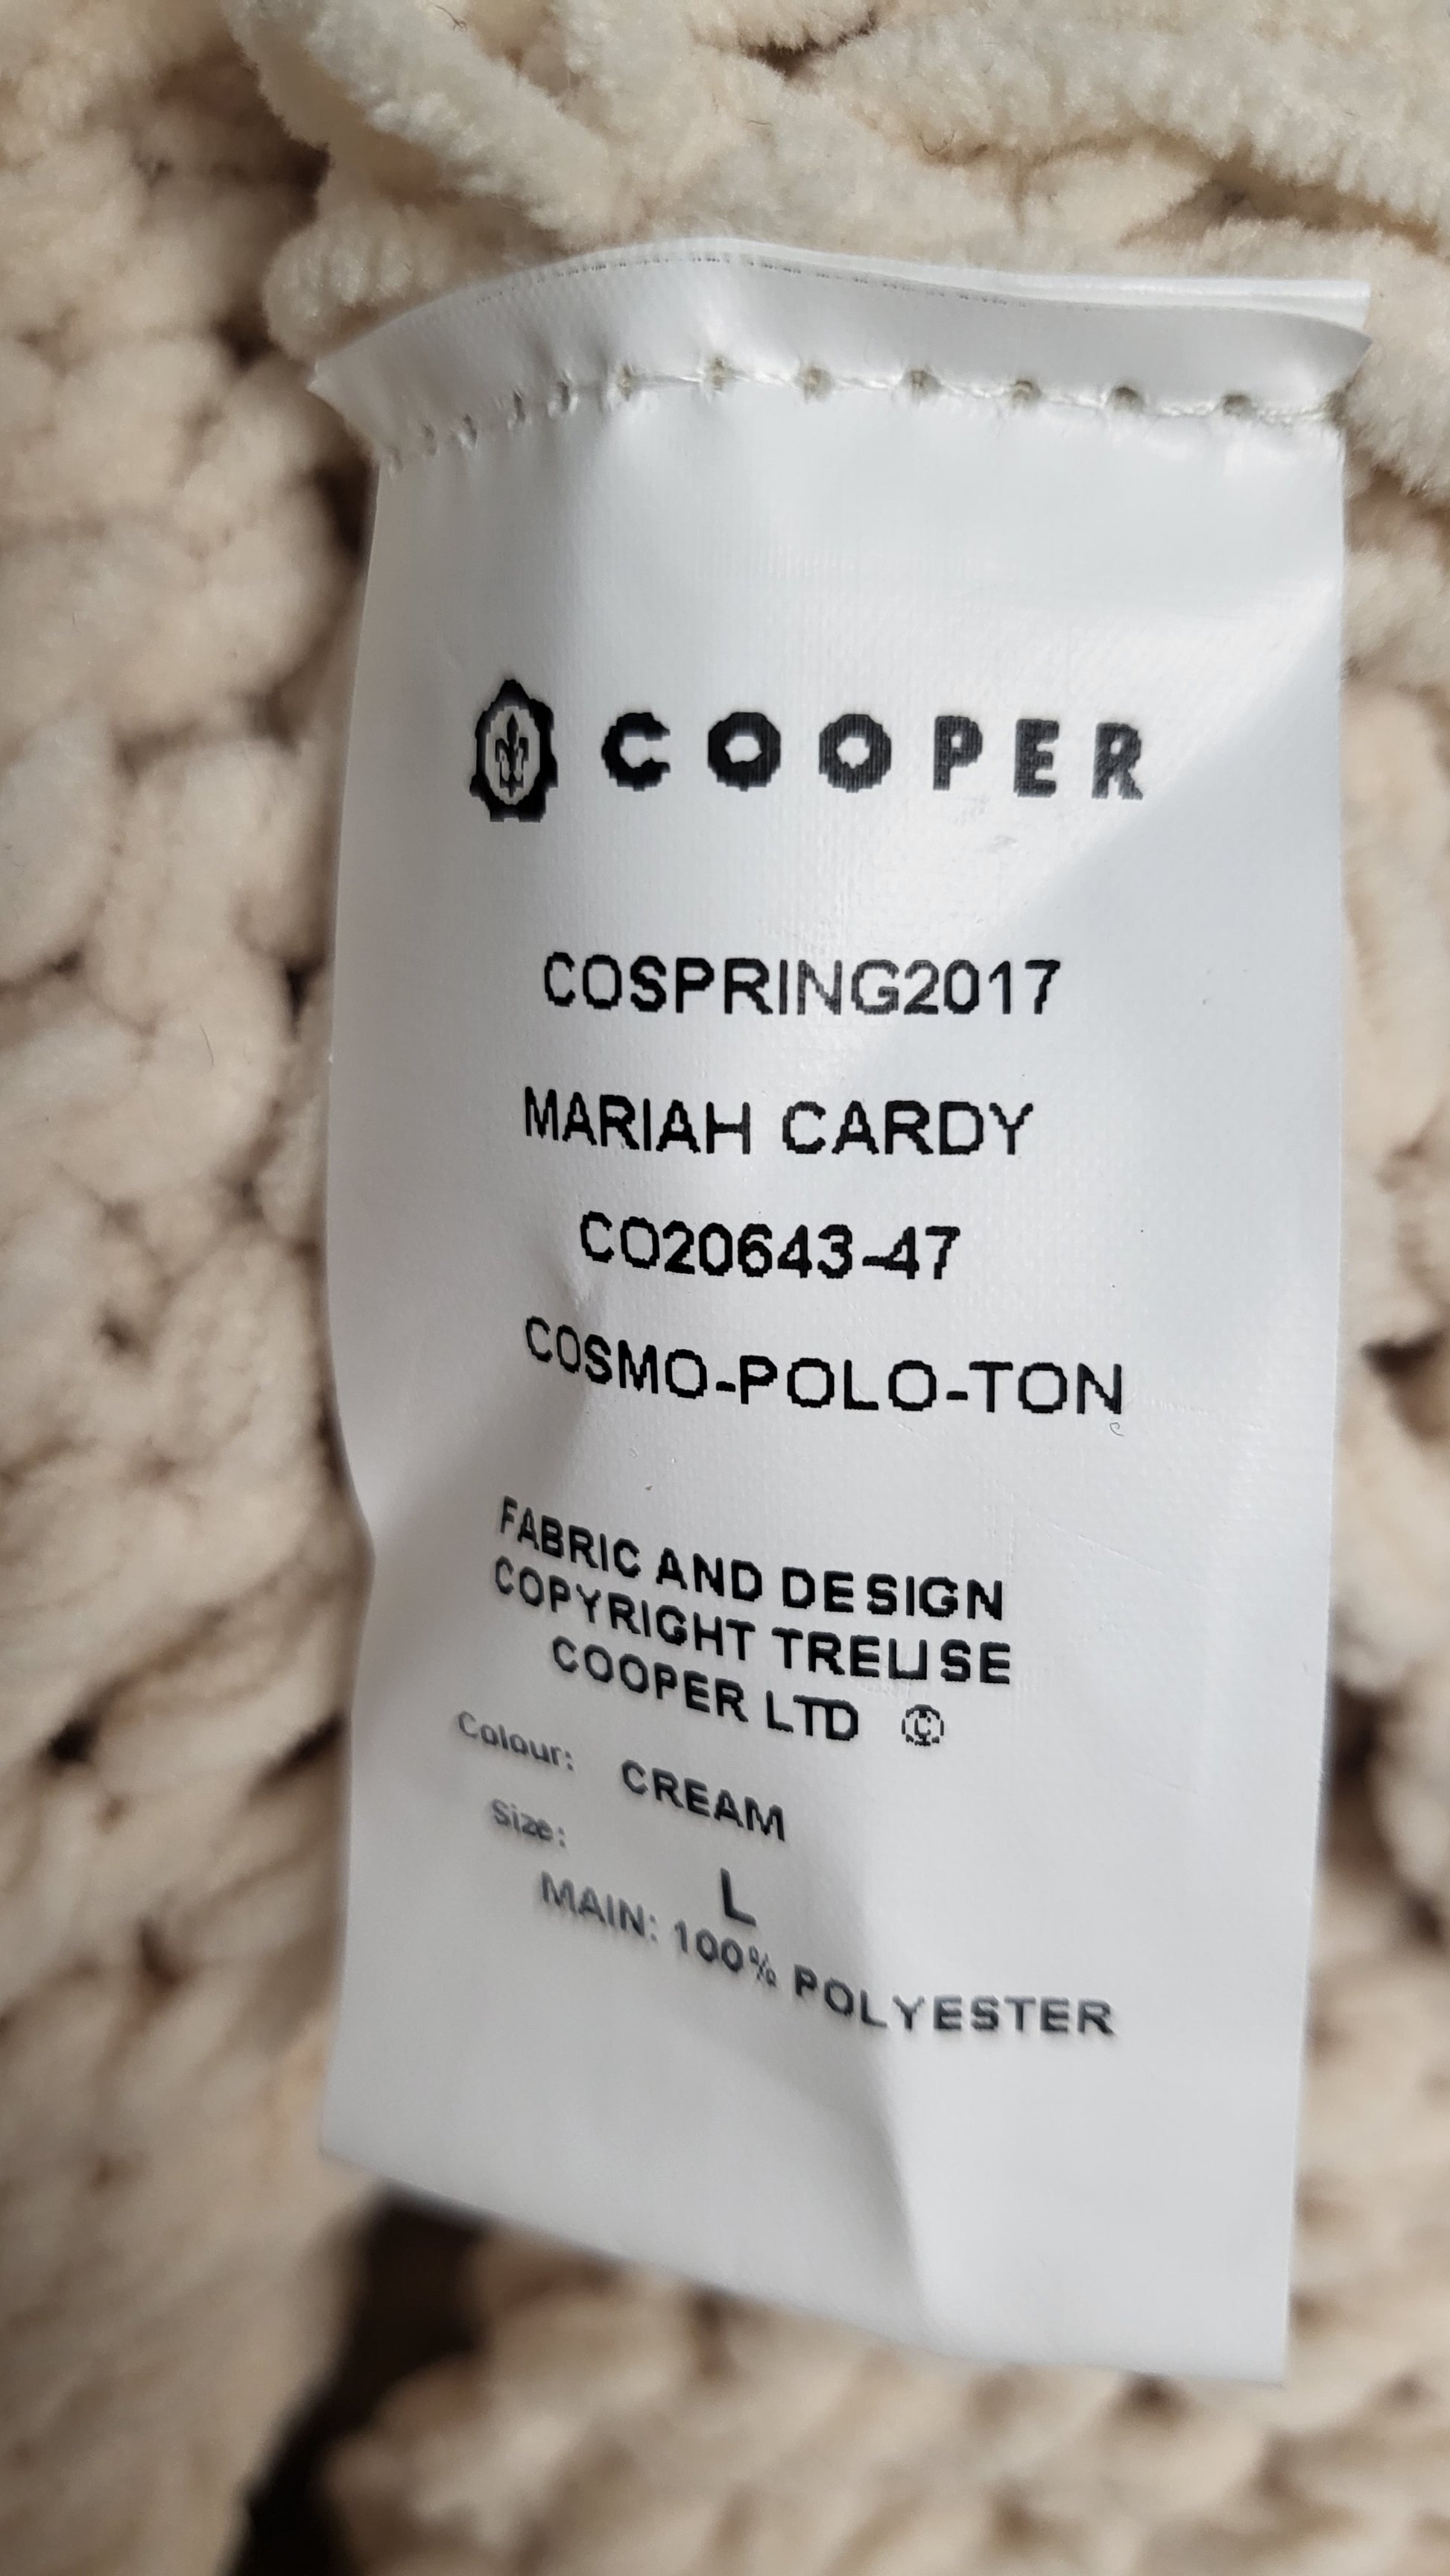 COOPER
COSPRING2017
MARIAH CARDY
CO20643-47
COSMO-POLO-TON
FABRIC AND DESIGN
COPYRIGHT TRELISE
COOPER LTD ©
Colour: CREAM
Size: L
MAIN: 100% POLYESTER